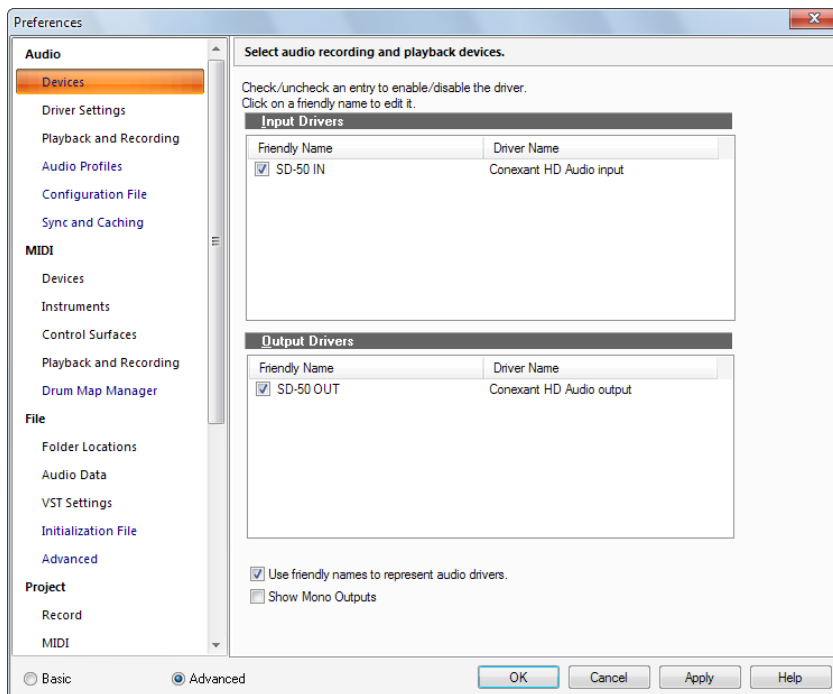 Preferences
Audio
Devices
Driver Settings
Playback and Recording
Audio Profiles
Configuration File
Sync and Caching
MIDI
Devices
Instruments
Control Surfaces
Playback and Recording
Drum Map Manager
File
Folder Locations
Audio Data
VST Settings
Initialization File
Advanced
Project
Record
MIDI
Select audio recording and playback devices.
Check/uncheck an entry to enable/disable the driver.
Click on a friendly name to edit it.
Input Drivers
Friendly Name Driver Name
SD-50 IN Conexant HD Audio input
Output Drivers
Friendly Name Driver Name
SD-50 OUT Conexant HD Audio output
Use friendly names to represent audio drivers.
Show Mono Outputs
Basic Advanced OK Cancel Apply Help